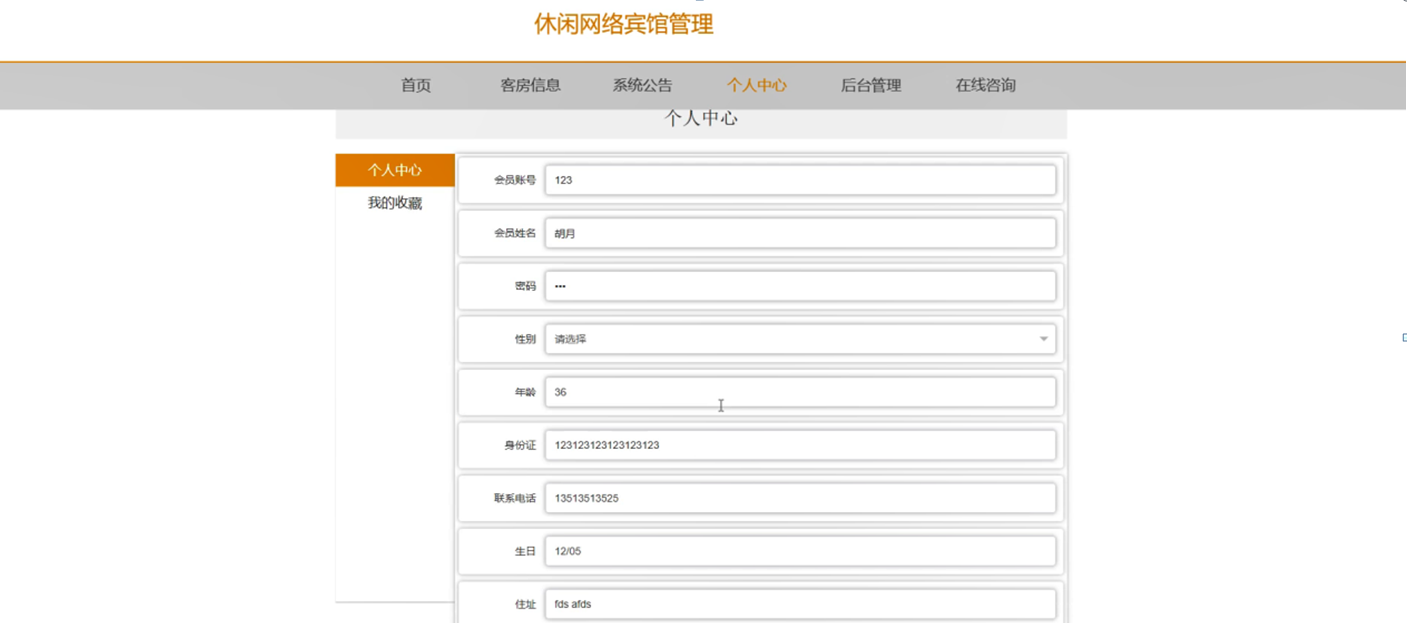 休闲网络宾馆管理
首页 客房信息 系统公告 个人中心 后台管理 在线咨询
个人中心
个人中心
我的收藏
会员账号 123
会员姓名 胡月
密码 •••
性别 请选择
年龄 36
身份证 123123123123123123
联系电话 13513513525
生日 12/05
住址 fds afds